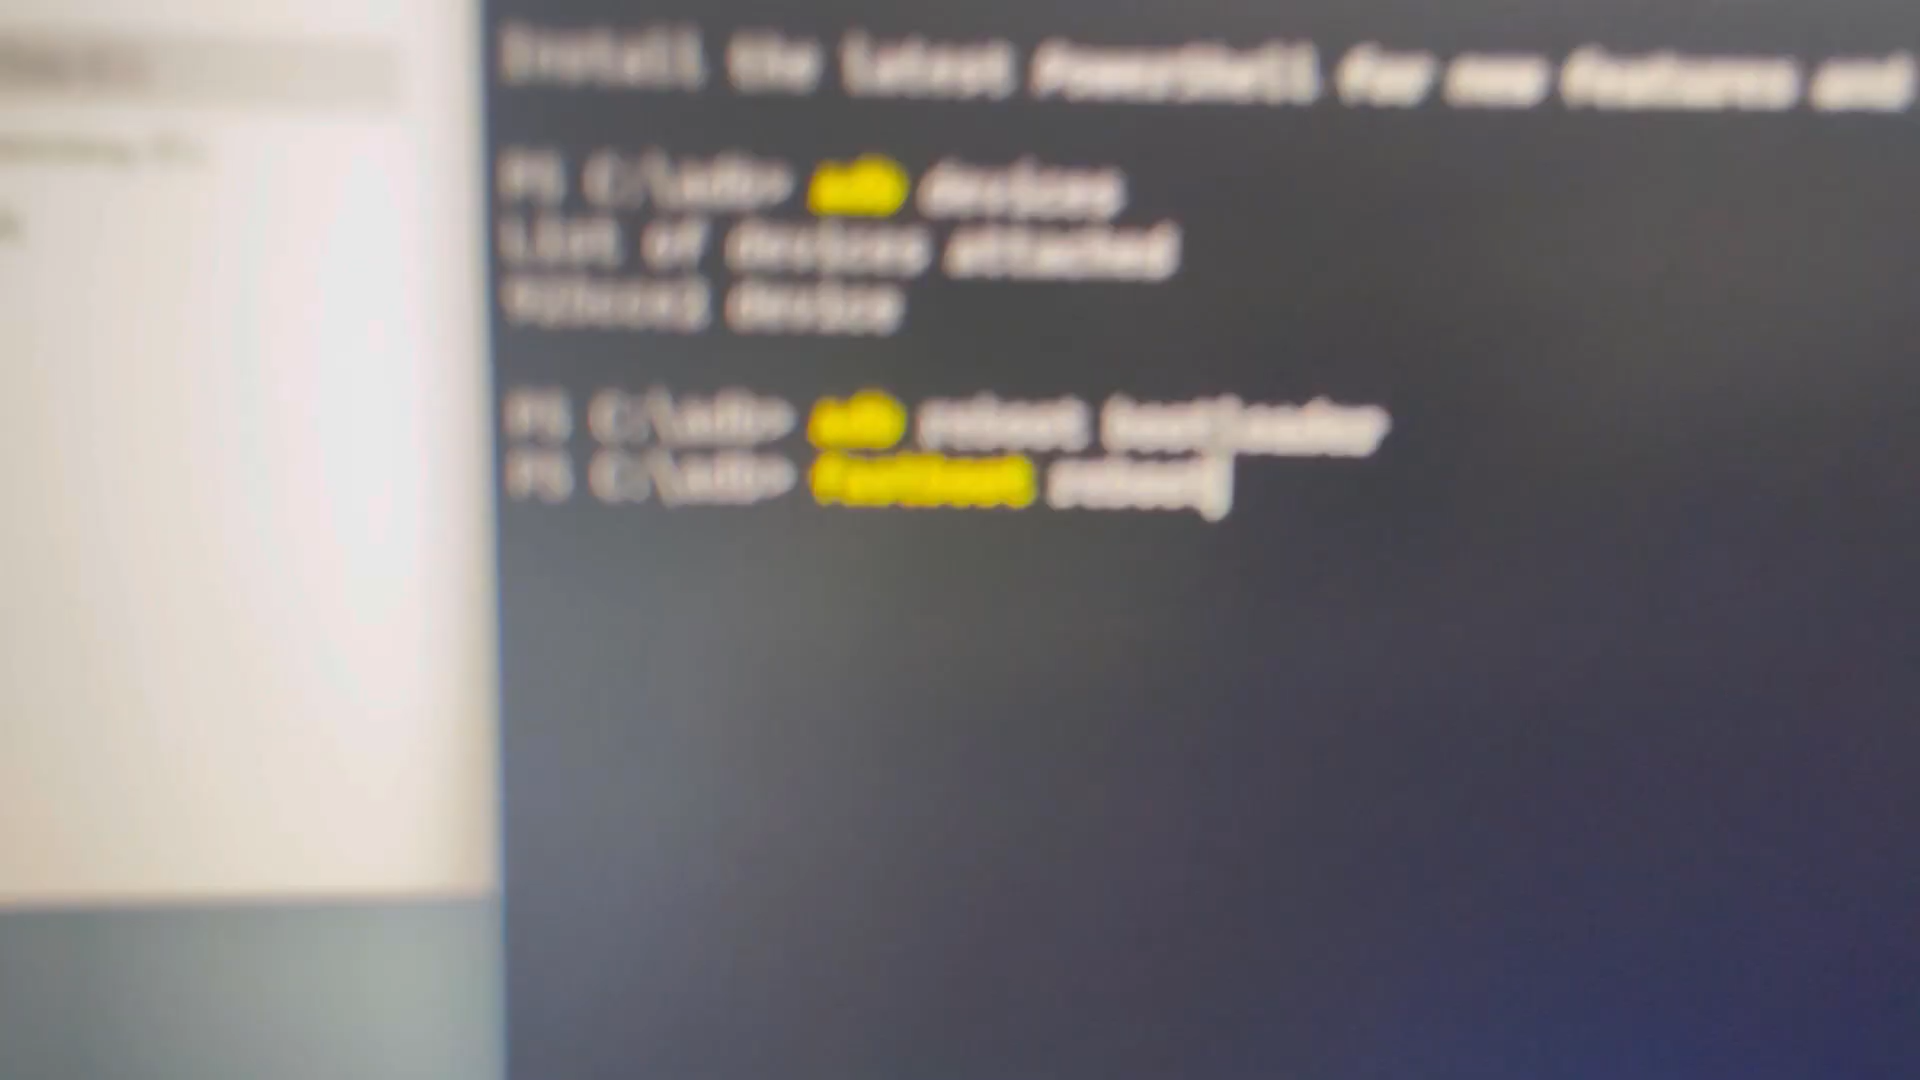 Install the latest PowerShell for new features and
PS C:\adb> adb devices
List of devices attached
device
PS C:\adb> adb reboot bootloader
PS C:\adb> fastboot reboot